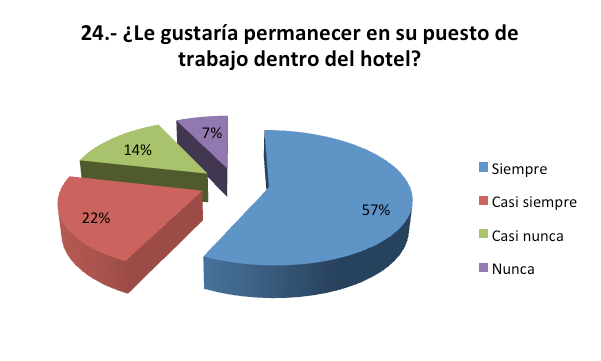 24.- ¿Le gustaría permanecer en su puesto de
trabajo dentro del hotel?
7%
14%
22%
57%
Siempre
Casi siempre
Casi nunca
Nunca